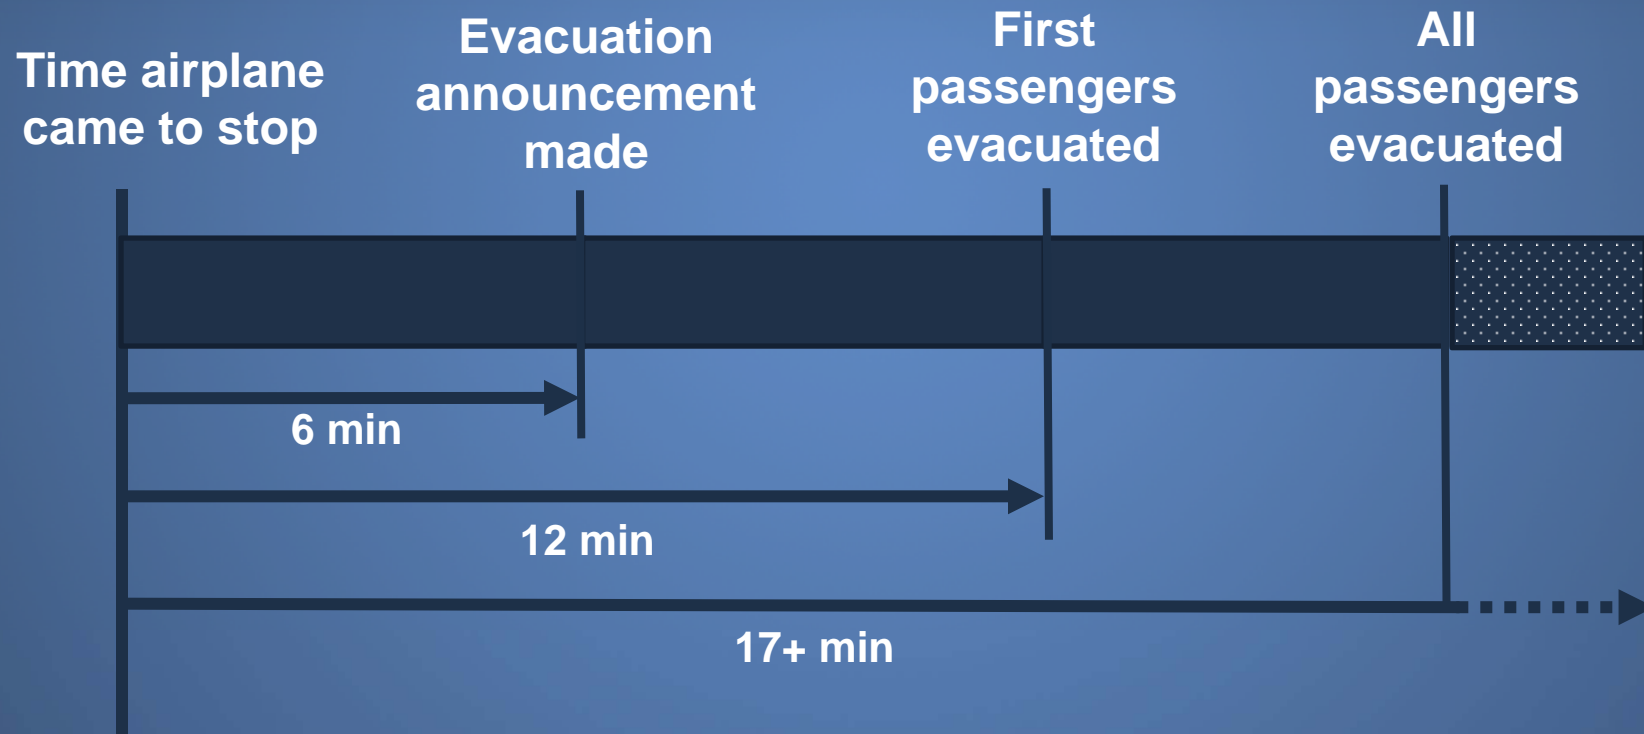 Time airplane
came to stop
Evacuation
announcement
made
First
passengers
evacuated
All
passengers
evacuated
6 min
12 min
17+ min